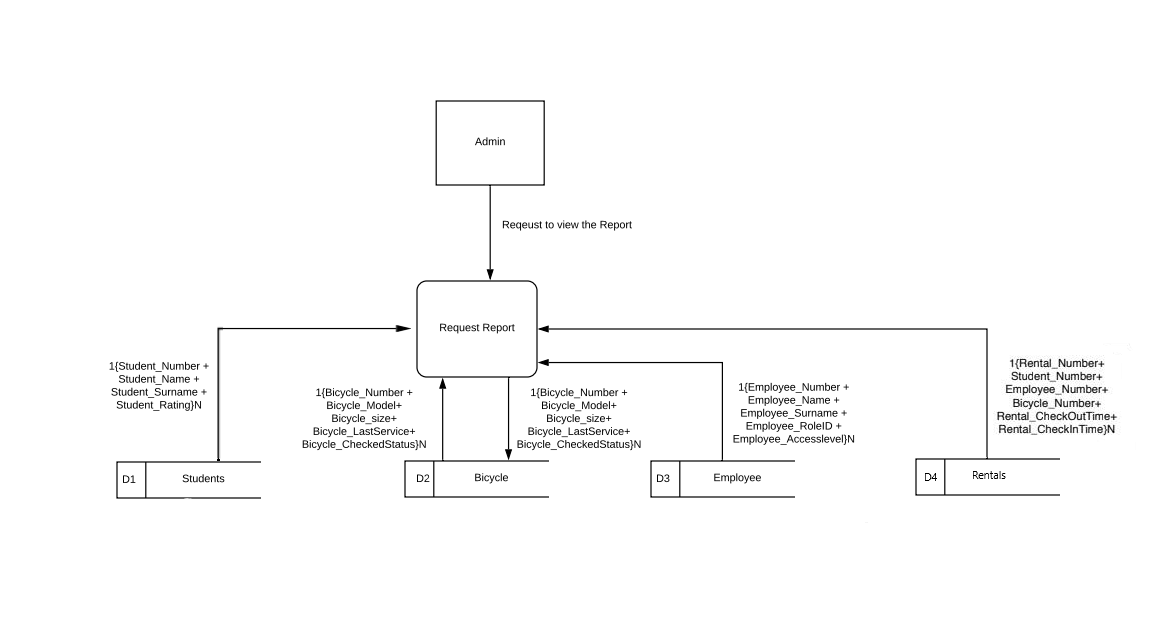 Admin
Reqeust to view the Report
Request Report
1{Student_Number +
Student_Name +
Student_Surname +
Student_Rating}N
1{Bicycle_Number +
Bicycle_Model+
Bicycle_size+
Bicycle_LastService+
Bicycle_CheckedStatus}N
1{Bicycle_Number +
Bicycle_Model+
Bicycle_size+
Bicycle_LastService+
Bicycle_CheckedStatus}N
1{Employee_Number +
Employee_Name +
Employee_Surname +
Employee_RoleID +
Employee_Accesslevel}N
1{Rental_Number+
Student_Number+
Employee_Number+
Bicycle_Number+
Rental_CheckOutTime+
Rental_CheckInTime}N
D1 Students
D2 Bicycle
D3 Employee
D4 Rentals